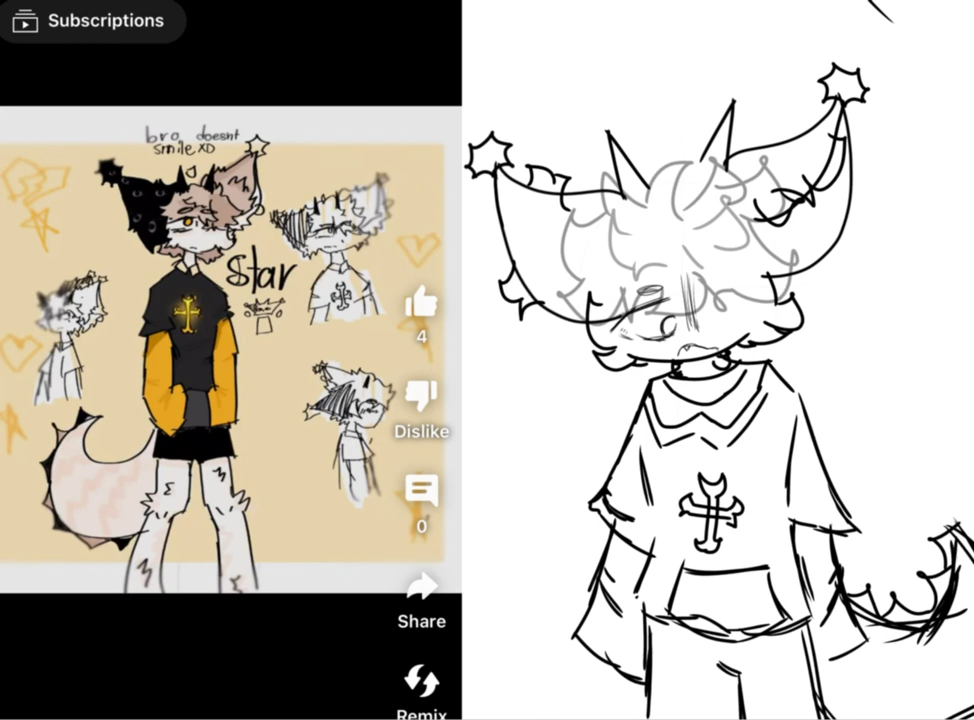 Subscriptions
bro doesnt
smile XD
Star
4
Dislike
0
Share
Remix